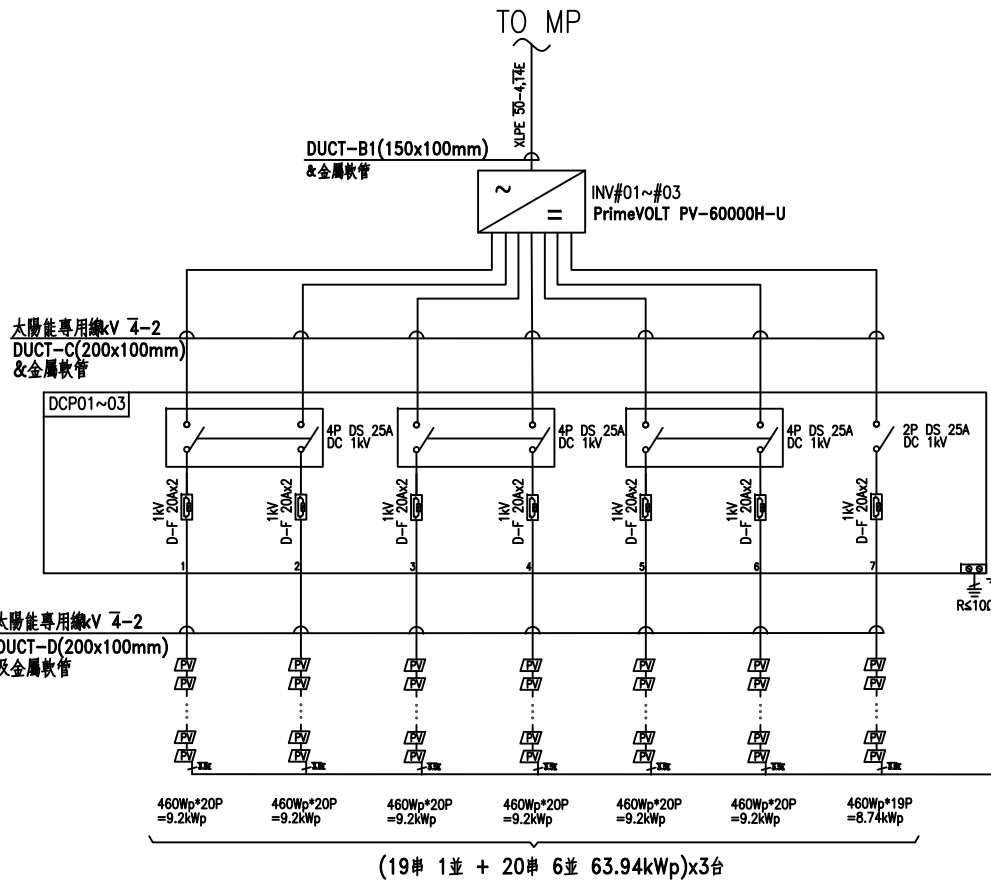 TO MP
XLPE 50-4,14E
DUCT-B1(150x100mm)
&金屬軟管
INV#01~#03
PrimeVOLT PV-60000H-U
太陽能專用線kV 4-2
DUCT-C(200x100mm)
&金屬軟管
DCP01~03
4P DS 25A
DC 1kV
4P DS 25A
DC 1kV
4P DS 25A
DC 1kV
2P DS 25A
DC 1kV
1kV
D-F 20Ax2
1kV
D-F 20Ax2
1kV
D-F 20Ax2
1kV
D-F 20Ax2
1kV
D-F 20Ax2
1kV
D-F 20Ax2
1kV
D-F 20Ax2
1 2 3 4 5 6 7
R≤10Ω
太陽能專用線kV 4-2
DUCT-D(200x100mm)
及金屬軟管
PV PV PV PV PV PV PV
PV PV PV PV PV PV PV
PV PV PV PV PV PV PV
PV PV PV PV PV PV PV
460Wp*20P
=9.2kWp
460Wp*20P
=9.2kWp
460Wp*20P
=9.2kWp
460Wp*20P
=9.2kWp
460Wp*20P
=9.2kWp
460Wp*20P
=9.2kWp
460Wp*19P
=8.74kWp
(19串 1並 + 20串 6並 63.94kWp)x3台